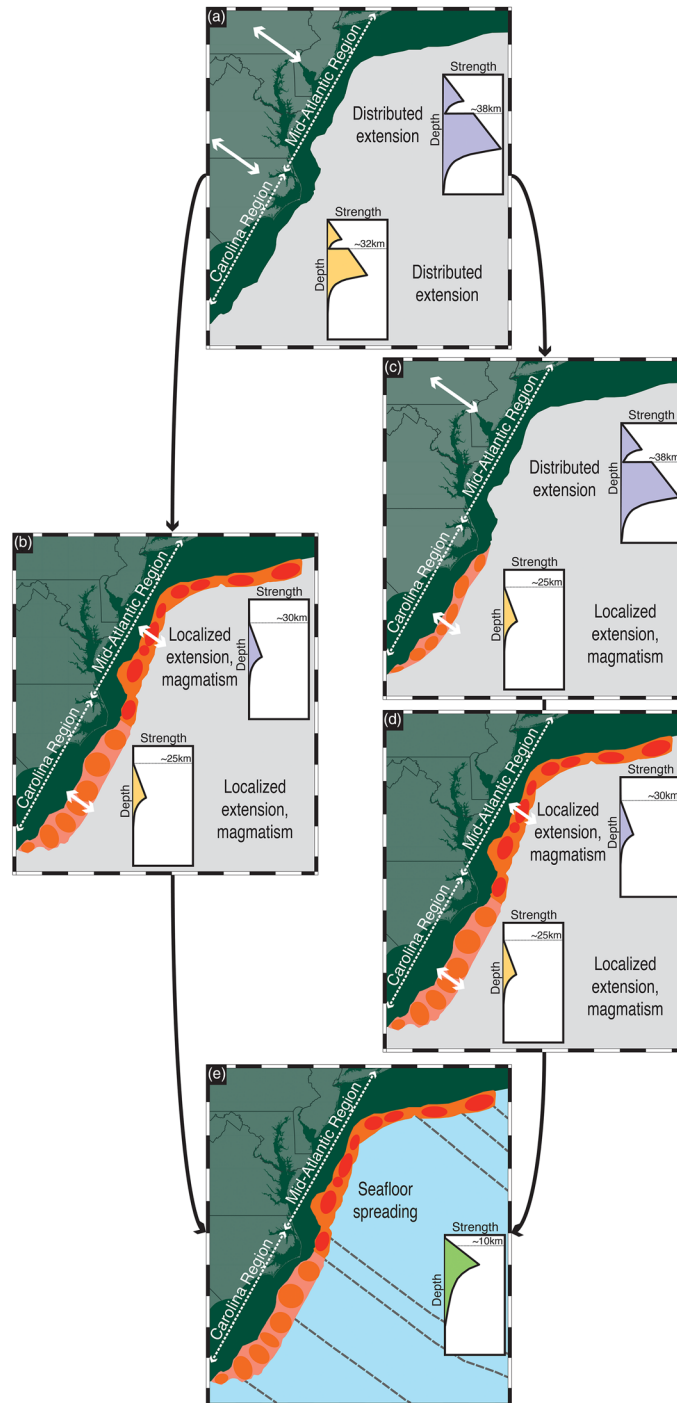 (a)
Mid-Atlantic Region
Carolina Region
Strength
~38km
Depth
Distributed
extension
Strength
~32km
Depth
Distributed
extension
(c)
Mid-Atlantic Region
Carolina Region
Strength
~38km
Depth
Distributed
extension
Strength
~25km
Depth
Localized
extension,
magmatism
(b)
Mid-Atlantic Region
Carolina Region
Strength
~30km
Depth
Localized
extension,
magmatism
Strength
~25km
Depth
Localized
extension,
magmatism
(d)
Mid-Atlantic Region
Carolina Region
Strength
~30km
Depth
Localized
extension,
magmatism
Strength
~25km
Depth
Localized
extension,
magmatism
(e)
Mid-Atlantic Region
Carolina Region
Seafloor
spreading
Strength
~10km
Depth